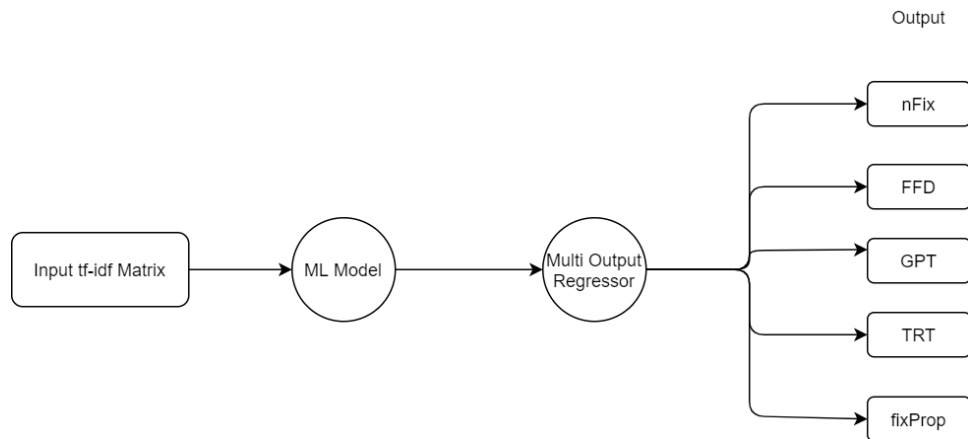 Output
nFix
FFD
Input tf-idf Matrix
ML Model
Multi Output
Regressor
GPT
TRT
fixProp